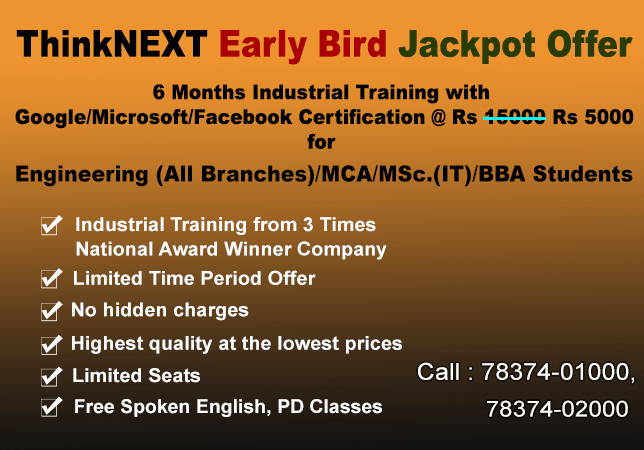 ThinkNEXT Early Bird Jackpot Offer
6 Months Industrial Training with
Google/Microsoft/Facebook Certification @ Rs 15000 Rs 5000
for
Engineering (All Branches)/MCA/MSc.(IT)/BBA Students
Industrial Training from 3 Times
National Award Winner Company
Limited Time Period Offer
No hidden charges
Highest quality at the lowest prices
Limited Seats
Free Spoken English, PD Classes
Call : 78374-01000,
78374-02000